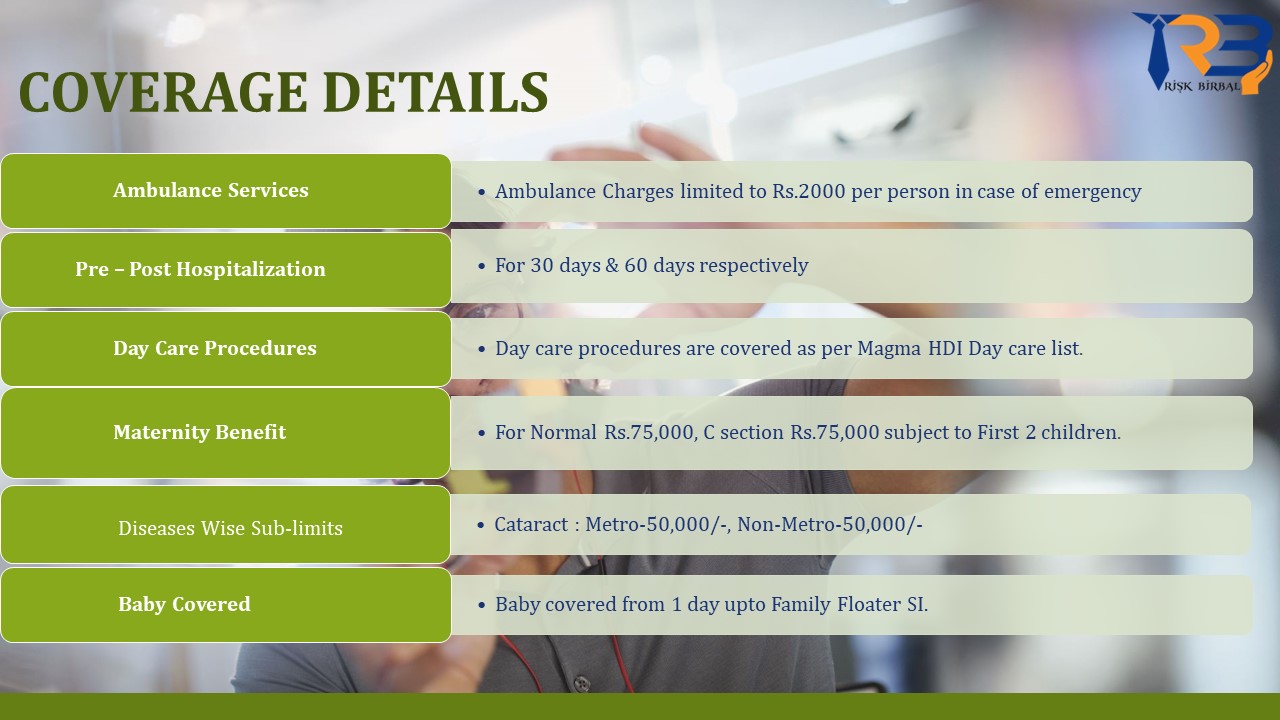 RB
RİŞK BİRBAL
COVERAGE DETAILS
Ambulance Services
• Ambulance Charges limited to Rs.2000 per person in case of emergency
Pre – Post Hospitalization
• For 30 days & 60 days respectively
Day Care Procedures
• Day care procedures are covered as per Magma HDI Day care list.
Maternity Benefit
• For Normal Rs.75,000, C section Rs.75,000 subject to First 2 children.
Diseases Wise Sub-limits
• Cataract : Metro-50,000/-, Non-Metro-50,000/-
Baby Covered
• Baby covered from 1 day upto Family Floater SI.